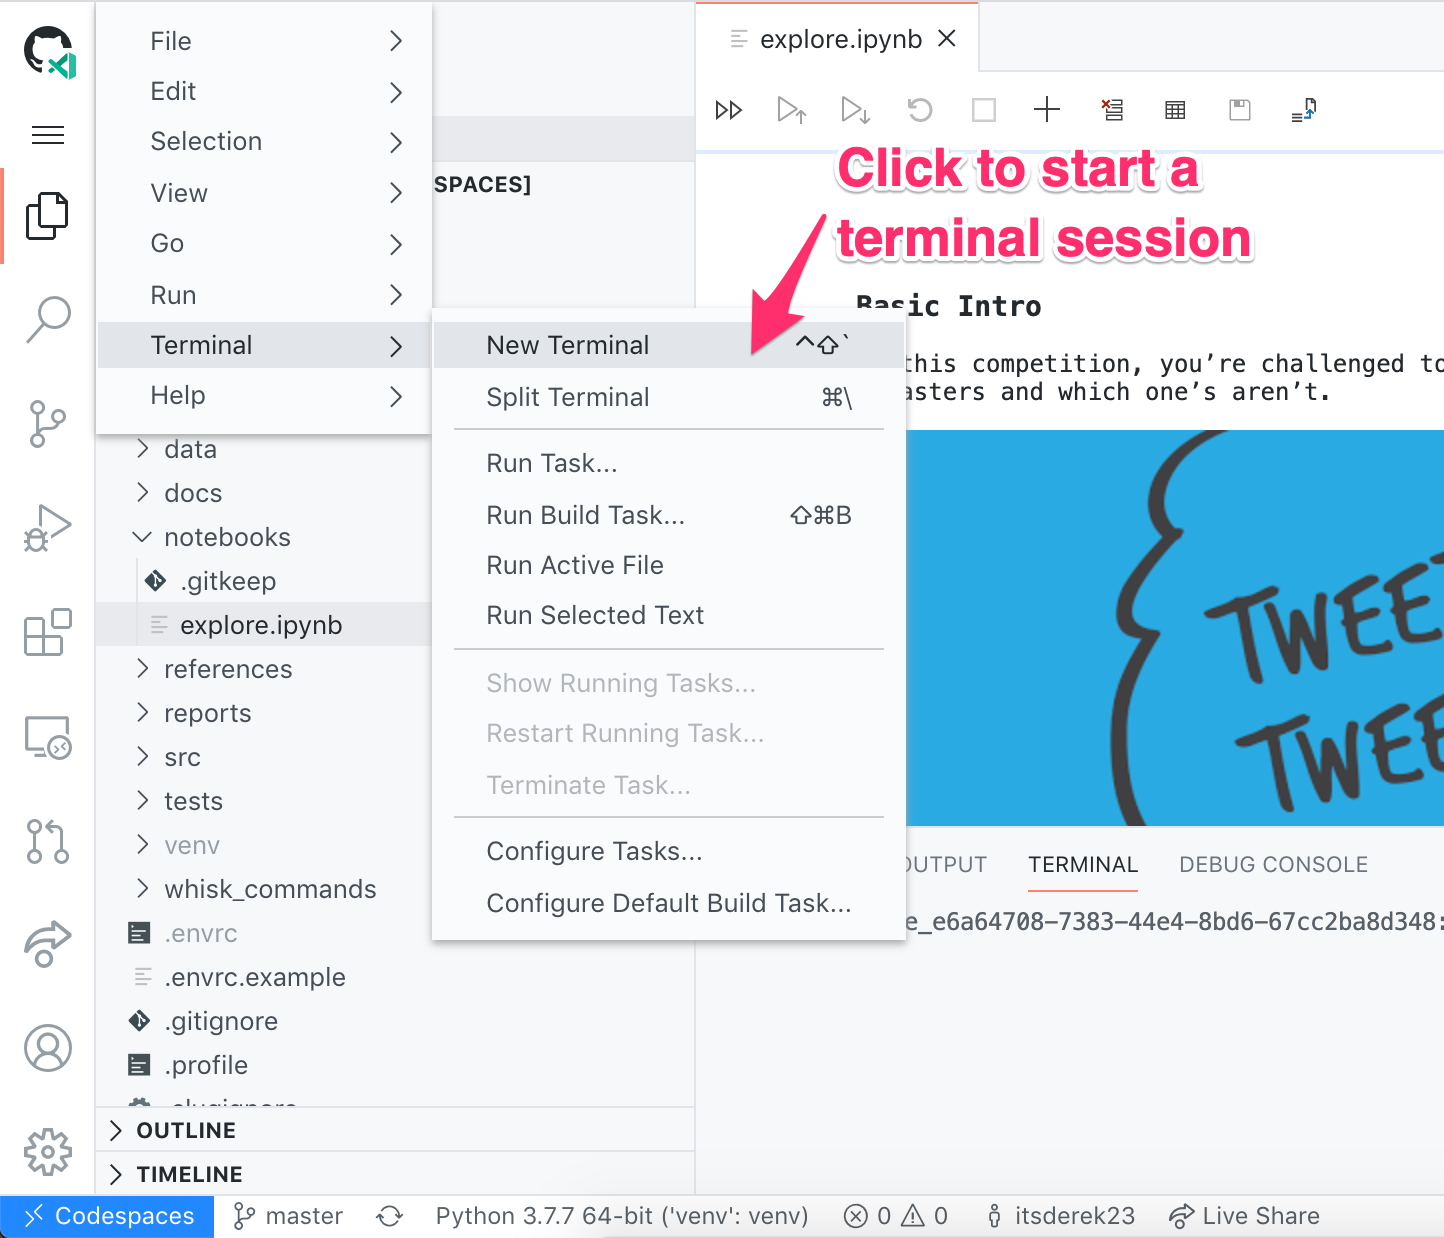 File
Edit
Selection
View
Go
Run
Terminal
Help
New Terminal ^⇧`
Split Terminal ⌘\
Run Task...
Run Build Task... ⇧⌘B
Run Active File
Run Selected Text
Show Running Tasks...
Restart Running Task...
Terminate Task...
Configure Tasks...
Configure Default Build Task...
SPACES]
data
docs
notebooks
.gitkeep
explore.ipynb
references
reports
src
tests
venv
whisk_commands
.envrc
.envrc.example
.gitignore
.profile
OUTLINE
TIMELINE
explore.ipynb
Click to start a
terminal session
Basic Intro
this competition, you’re challenged to
asters and which one’s aren’t.
TWEE
TWEE
OUTPUT TERMINAL DEBUG CONSOLE
e_e6a64708-7383-44e4-8bd6-67cc2ba8d348:
Codespaces master Python 3.7.7 64-bit ('venv': venv) 0 0 itsderek23 Live Share